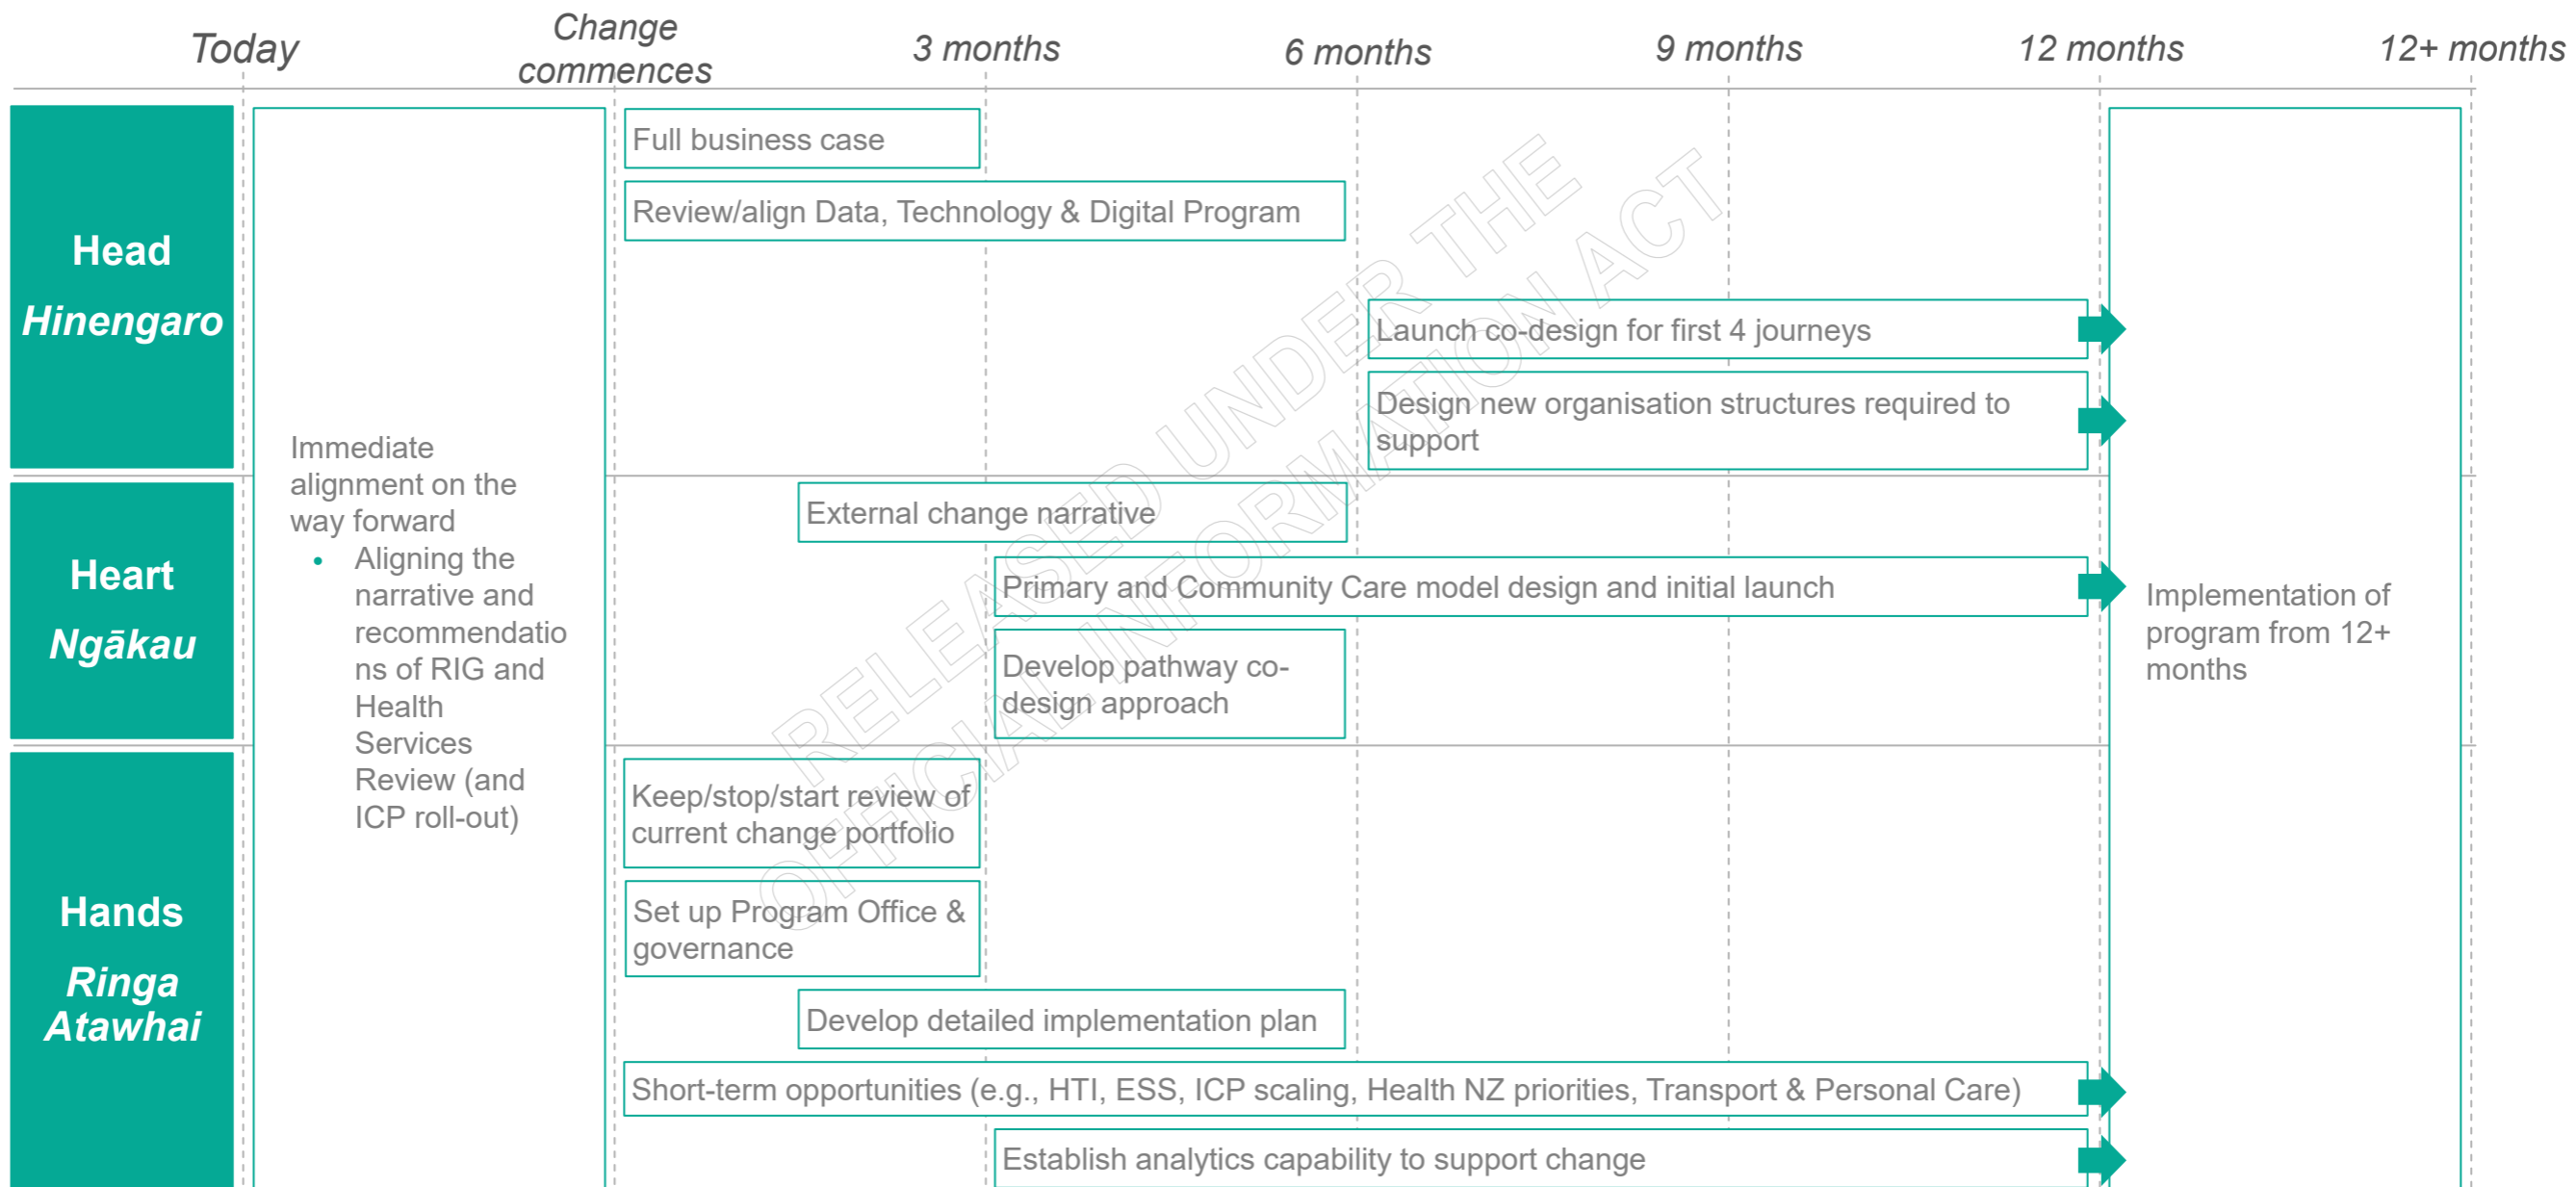 Today
Change
commences
3 months
6 months
9 months
12 months
12+ months
Head
Hinengaro
Full business case
Review/align Data, Technology & Digital Program
Launch co-design for first 4 journeys
Design new organisation structures required to
support
Immediate
alignment on the
way forward
• Aligning the
narrative and
recommendatio
ns of RIG and
Health
Services
Review (and
ICP roll-out)
Heart
Ngākau
External change narrative
Primary and Community Care model design and initial launch
Develop pathway co-
design approach
Implementation of
program from 12+
months
Hands
Ringa
Atawhai
Keep/stop/start review of
current change portfolio
Set up Program Office &
governance
Develop detailed implementation plan
Short-term opportunities (e.g., HTI, ESS, ICP scaling, Health NZ priorities, Transport & Personal Care)
Establish analytics capability to support change
RELEASED UNDER THE
OFFICIAL INFORMATION ACT